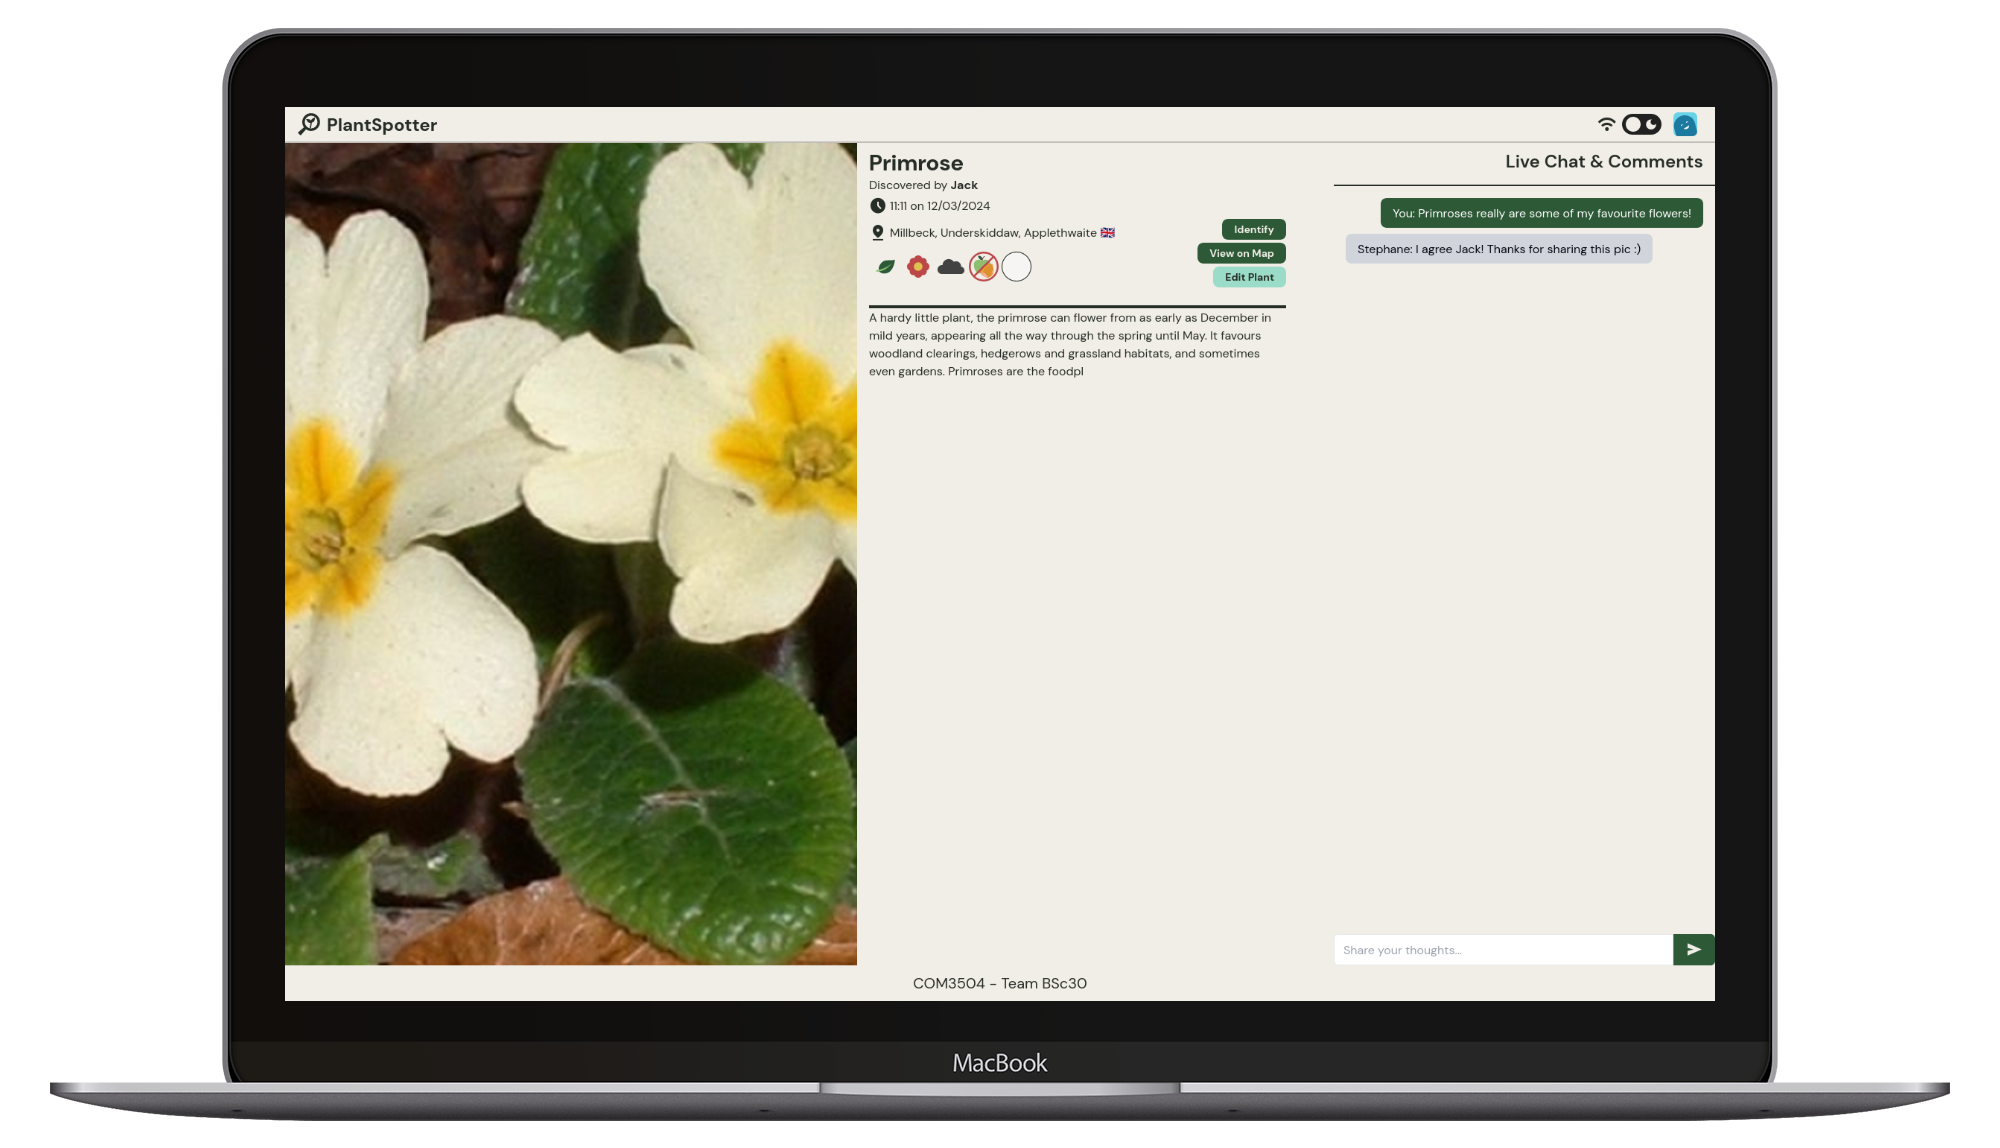 PlantSpotter
Primrose
Discovered by Jack
11:11 on 12/03/2024
Millbeck, Underskiddaw, Applethwaite
Identify
View on Map
Edit Plant
A hardy little plant, the primrose can flower from as early as December in
mild years, appearing all the way through the spring until May. It favours
woodland clearings, hedgerows and grassland habitats, and sometimes
even gardens. Primroses are the foodpl
Live Chat & Comments
You: Primroses really are some of my favourite flowers!
Stephane: I agree Jack! Thanks for sharing this pic :)
Share your thoughts...
COM3504 - Team BSc30
MacBook